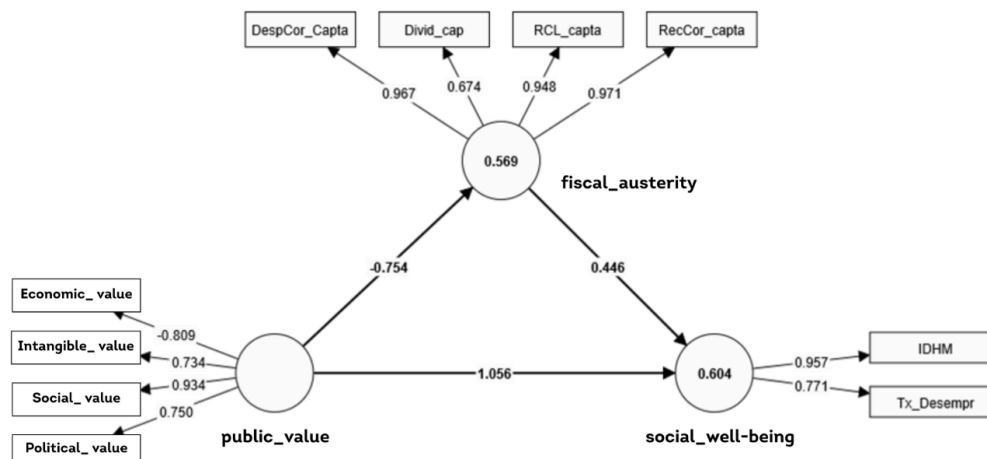 DespCor_Capta
Divid_cap
RCL_capta
RecCor_capta
0.967
0.674
0.948
0.971
0.569
fiscal_austerity
-0.754
0.446
Economic_ value
Intangible_ value
Social_ value
Political_ value
-0.809
0.734
0.934
0.750
1.056
0.604
0.957
0.771
IDHM
Tx_Desempr
public_value
social_well-being